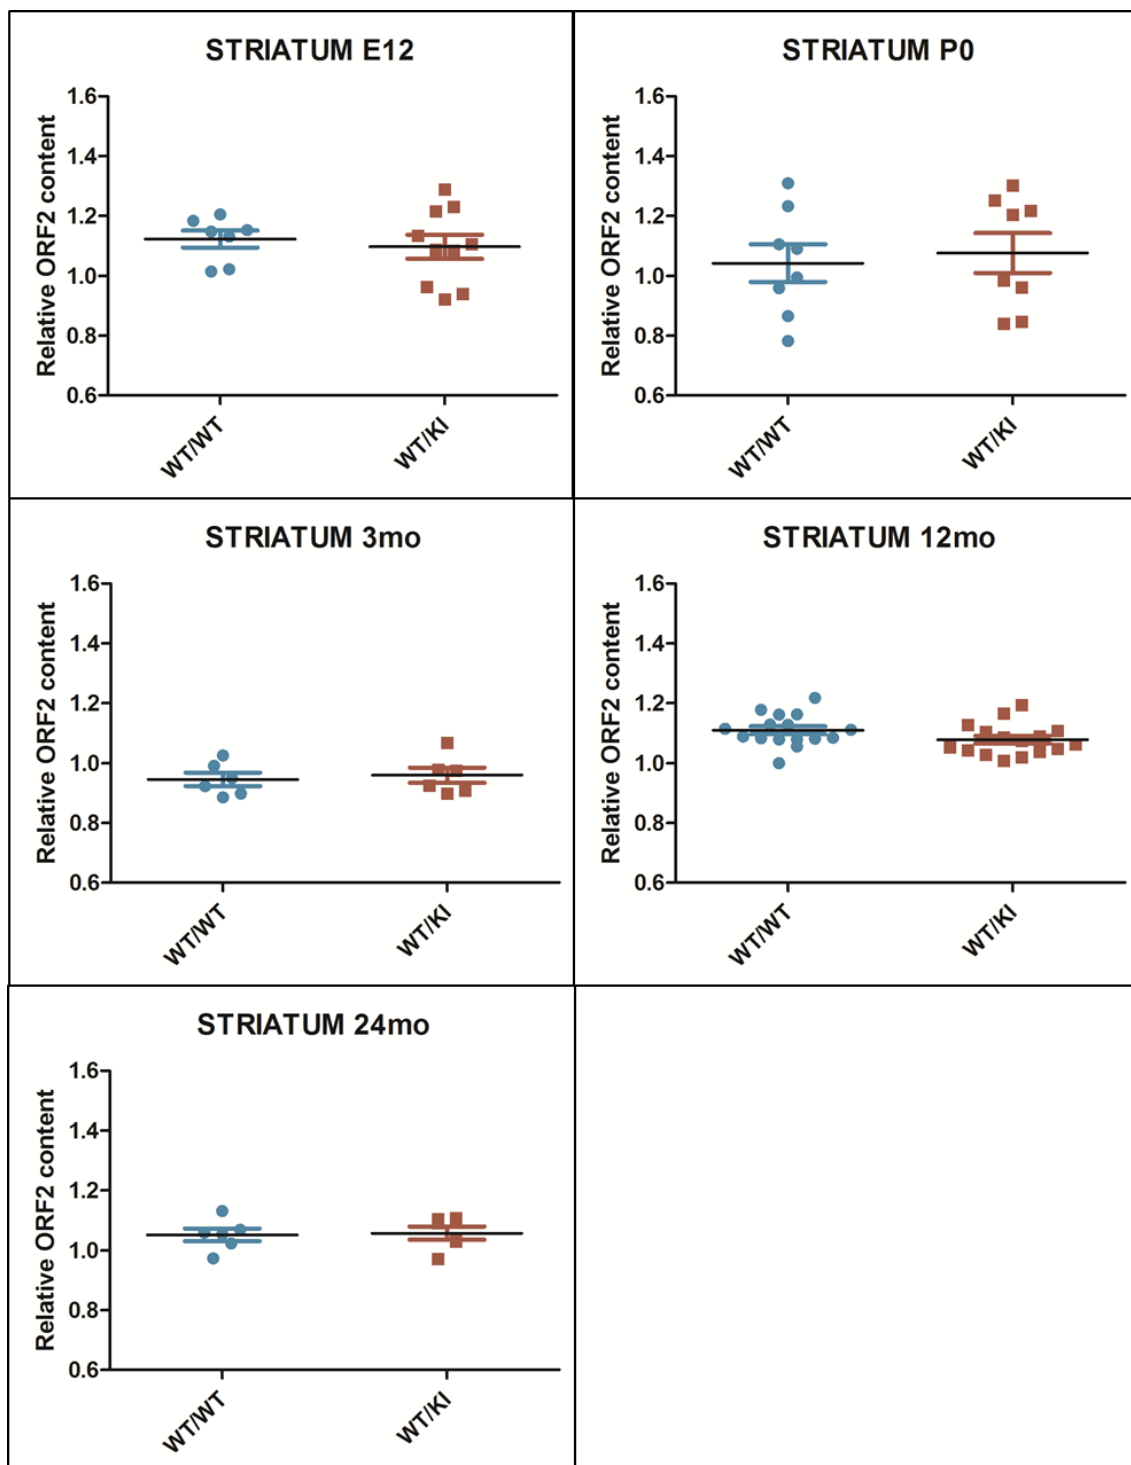 STRIATUM E12
Relative ORF2 content
1.6
1.4
1.2
1.0
0.8
0.6
WT/WT
WT/KI
STRIATUM P0
Relative ORF2 content
1.6
1.4
1.2
1.0
0.8
0.6
WT/WT
WT/KI
STRIATUM 3mo
Relative ORF2 content
1.6
1.4
1.2
1.0
0.8
0.6
WT/WT
WT/KI
STRIATUM 12mo
Relative ORF2 content
1.6
1.4
1.2
1.0
0.8
0.6
WT/WT
WT/KI
STRIATUM 24mo
Relative ORF2 content
1.6
1.4
1.2
1.0
0.8
0.6
WT/WT
WT/KI